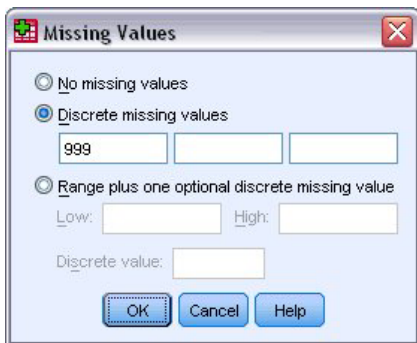 Missing Values
No missing values
Discrete missing values
999
Range plus one optional discrete missing value
Low: High:
Discrete value:
OK Cancel Help